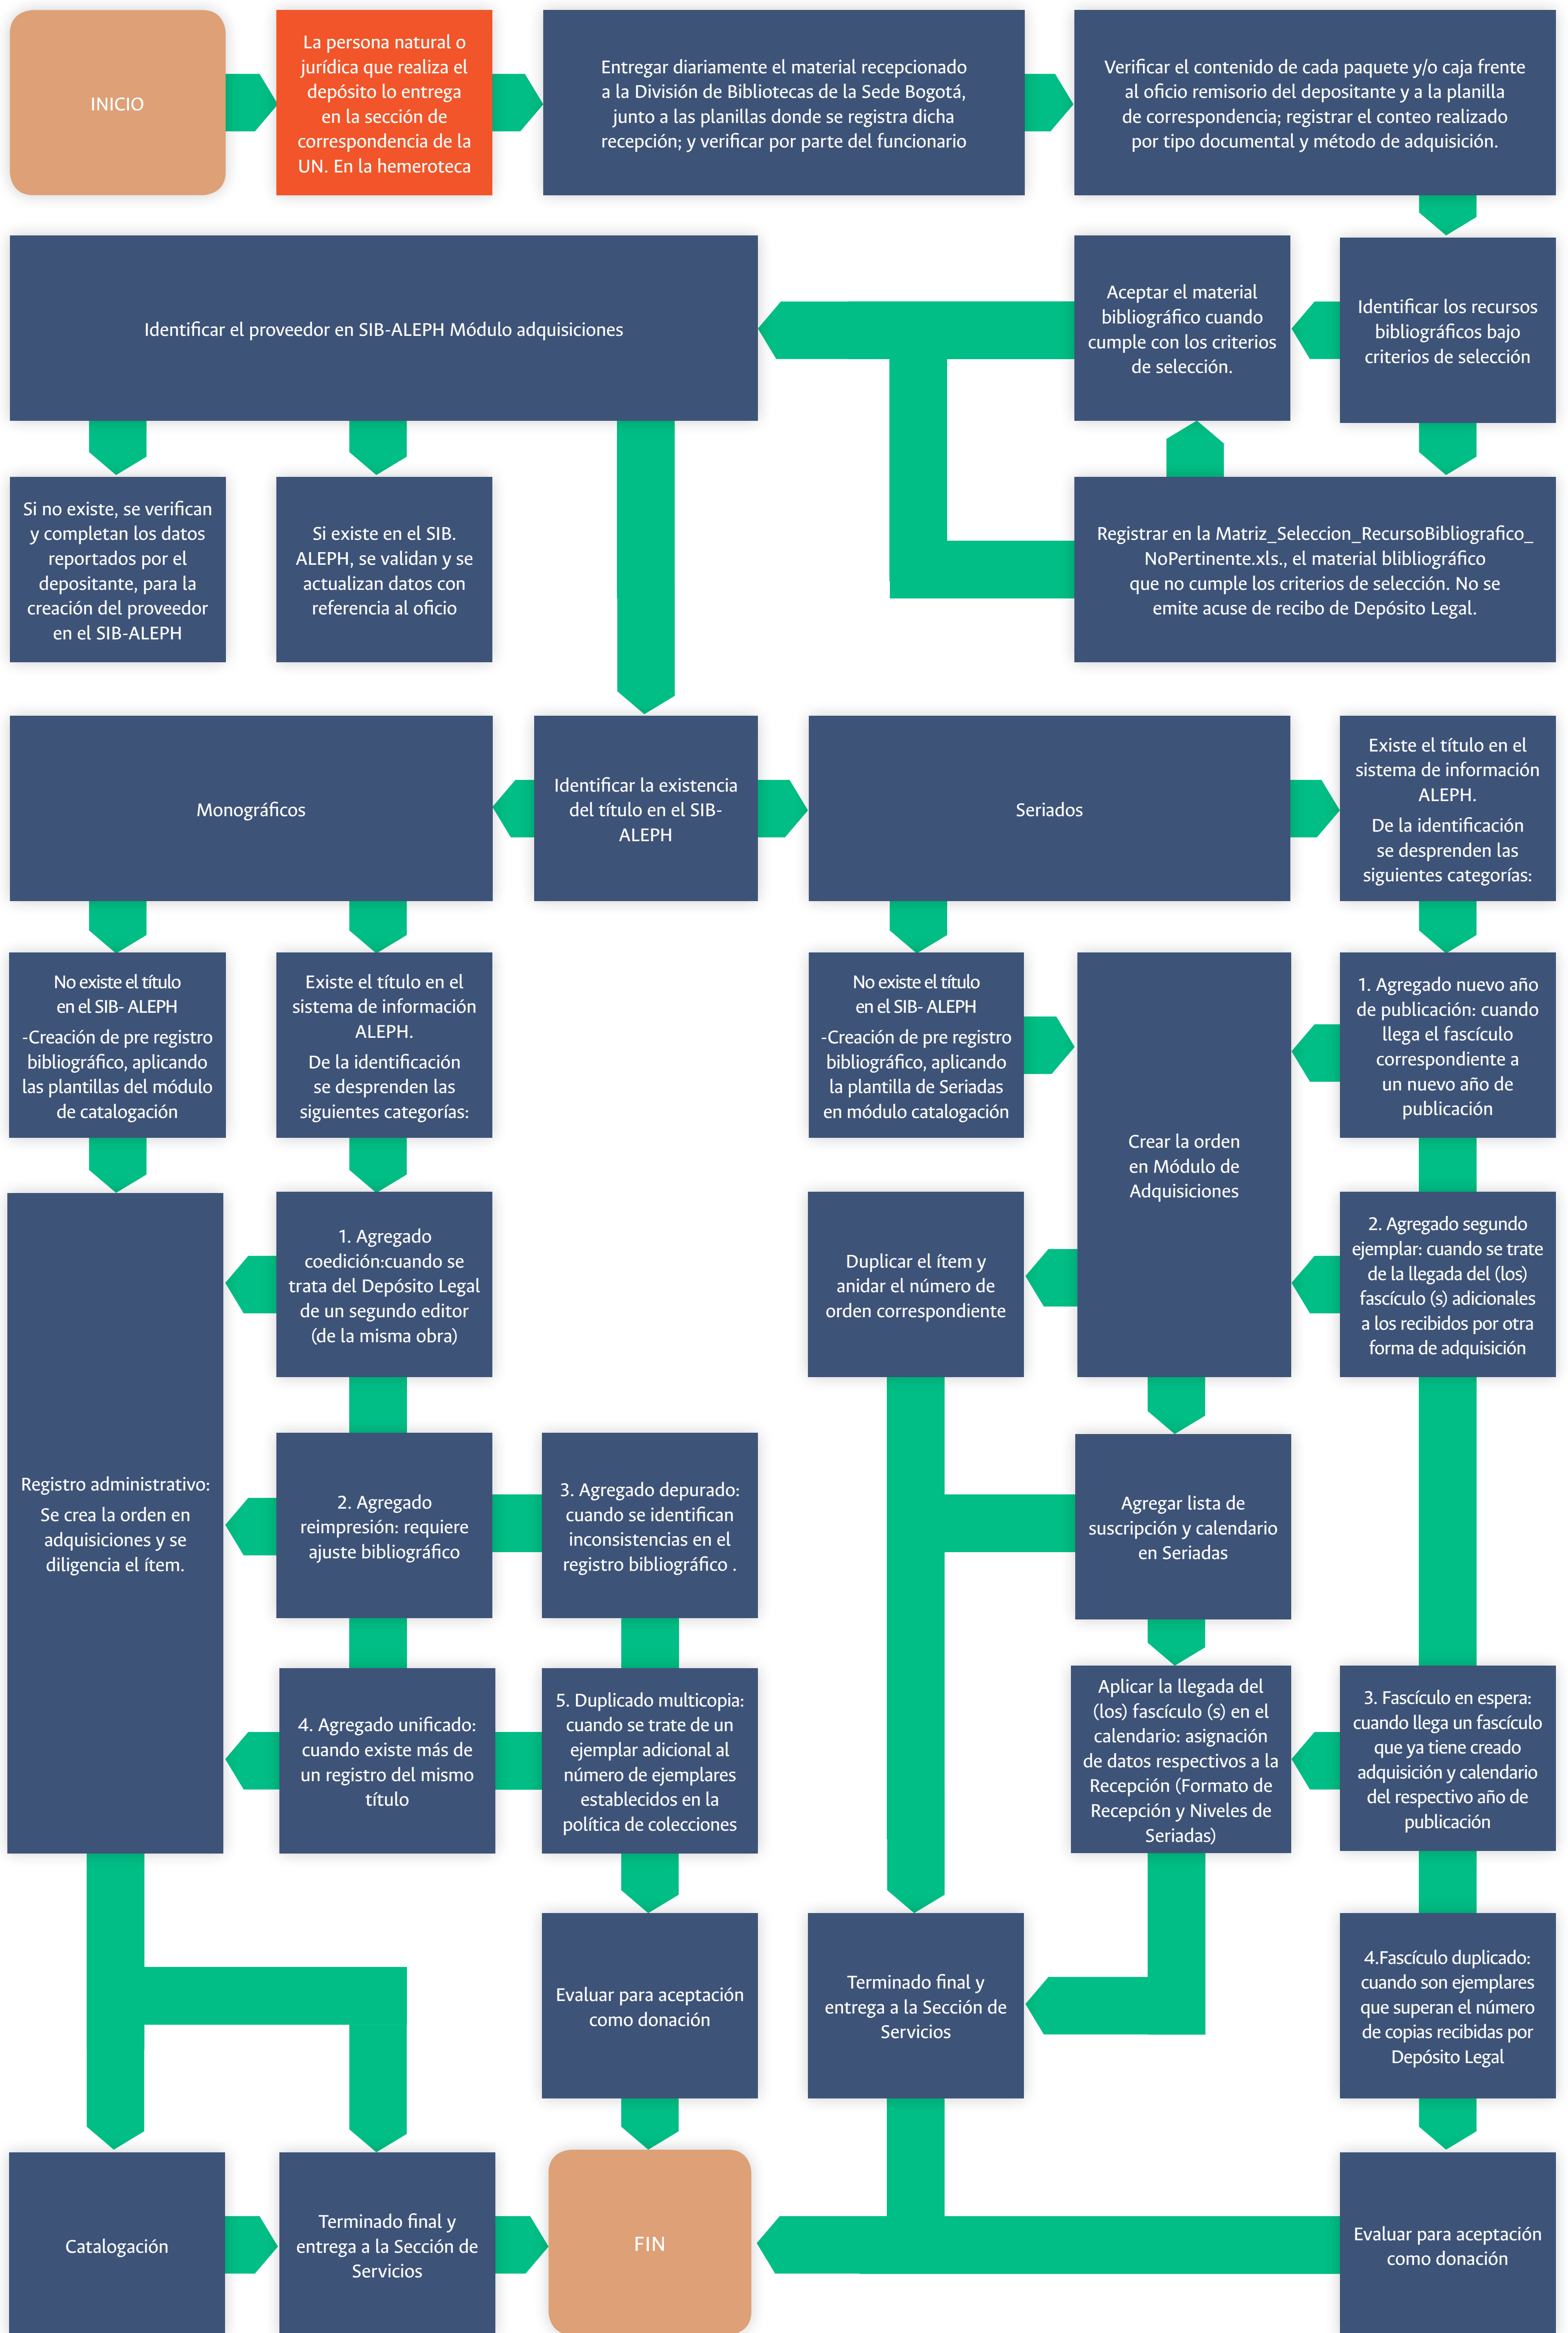 INICIO
La persona natural o
jurídica que realiza el
depósito lo entrega
en la sección de
correspondencia de la
UN. En la hemeroteca
Entregar diariamente el material recepcionado
a la División de Bibliotecas de la Sede Bogotá,
junto a las planillas donde se registra dicha
recepción; y verificar por parte del funcionario
Verificar el contenido de cada paquete y/o caja frente
al oficio remisorio del depositante y a la planilla
de correspondencia; registrar el conteo realizado
por tipo documental y método de adquisición.
Identificar el proveedor en SIB-ALEPH Módulo adquisiciones
Aceptar el material
bibliográfico cuando
cumple con los criterios
de selección.
Identificar los recursos
bibliográficos bajo
criterios de selección
Si no existe, se verifican
y completan los datos
reportados por el
depositante, para la
creación del proveedor
en el SIB-ALEPH
Si existe en el SIB.
ALEPH, se validan y se
actualizan datos con
referencia al oficio
Registrar en la Matriz_Seleccion_RecursoBibliografico_
NoPertinente.xls., el material blibliográfico
que no cumple los criterios de selección. No se
emite acuse de recibo de Depósito Legal.
Monográficos
Identificar la existencia
del título en el SIB-
ALEPH
Seriados
Existe el título en el
sistema de información
ALEPH.
De la identificación
se desprenden las
siguientes categorías:
No existe el título
en el SIB- ALEPH
-Creación de pre registro
bibliográfico, aplicando
las plantillas del módulo
de catalogación
Existe el título en el
sistema de información
ALEPH.
De la identificación
se desprenden las
siguientes categorías:
No existe el título
en el SIB- ALEPH
-Creación de pre registro
bibliográfico, aplicando
la plantilla de Seriadas
en módulo catalogación
Crear la orden
en Módulo de
Adquisiciones
1. Agregado nuevo año
de publicación: cuando
llega el fascículo
correspondiente a
un nuevo año de
publicación
Registro administrativo:
Se crea la orden en
adquisiciones y se
diligencia el ítem.
1. Agregado
coedición:cuando se
trata del Depósito Legal
de un segundo editor
(de la misma obra)
Duplicar el ítem y
anidar el número de
orden correspondiente
2. Agregado segundo
ejemplar: cuando se trate
de la llegada del (los)
fascículo (s) adicionales
a los recibidos por otra
forma de adquisición
2. Agregado
reimpresión: requiere
ajuste bibliográfico
3. Agregado depurado:
cuando se identifican
inconsistencias en el
registro bibliográfico .
Agregar lista de
suscripción y calendario
en Seriadas
4. Agregado unificado:
cuando existe más de
un registro del mismo
título
5. Duplicado multicopia:
cuando se trate de un
ejemplar adicional al
número de ejemplares
establecidos en la
política de colecciones
Aplicar la llegada del
(los) fascículo (s) en el
calendario: asignación
de datos respectivos a la
Recepción (Formato de
Recepción y Niveles de
Seriadas)
3. Fascículo en espera:
cuando llega un fascículo
que ya tiene creado
adquisición y calendario
del respectivo año de
publicación
Evaluar para aceptación
como donación
Terminado final y
entrega a la Sección de
Servicios
4.Fascículo duplicado:
cuando son ejemplares
que superan el número
de copias recibidas por
Depósito Legal
Catalogación
Terminado final y
entrega a la Sección de
Servicios
FIN
Evaluar para aceptación
como donación